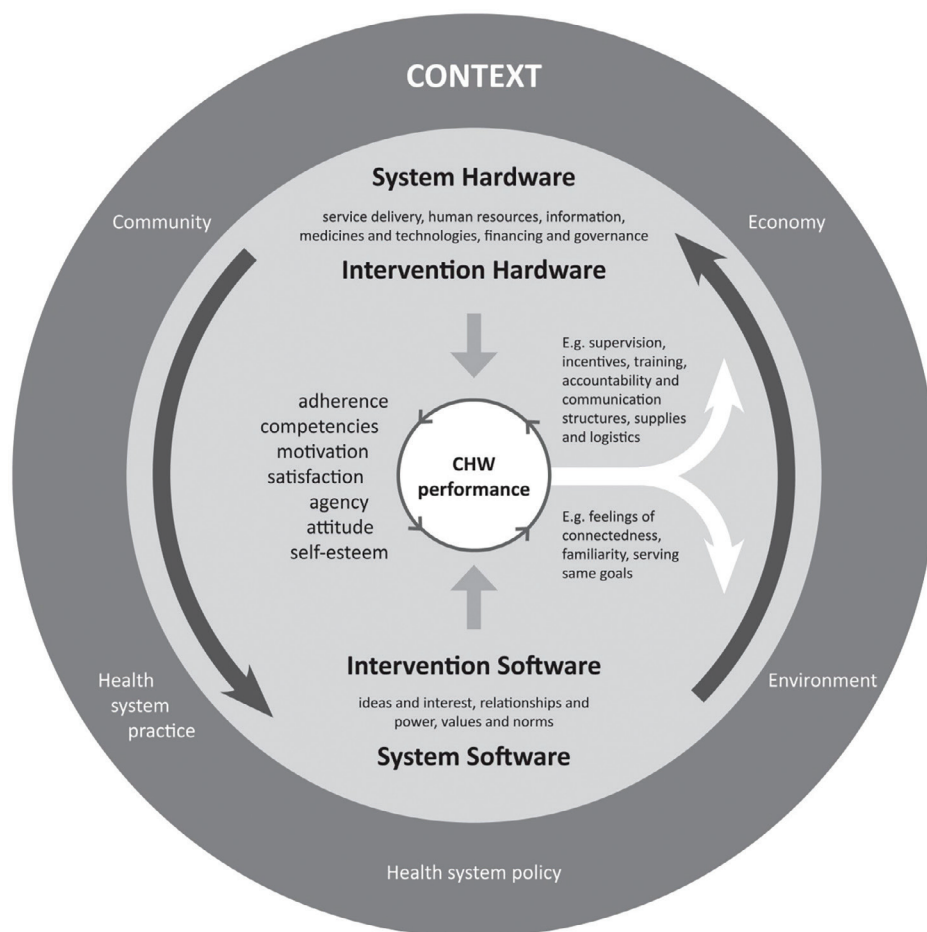 CONTEXT
Community
Economy
System Hardware
service delivery, human resources, information,
medicines and technologies, financing and governance
Intervention Hardware
E.g. supervision,
incentives, training,
accountability and
communication
structures, supplies
and logistics
adherence
competencies
motivation
satisfaction
agency
attitude
self-esteem
CHW
performance
E.g. feelings of
connectedness,
familiarity, serving
same goals
Intervention Software
ideas and interest, relationships and
power, values and norms
System Software
Health
system
practice
Environment
Health system policy